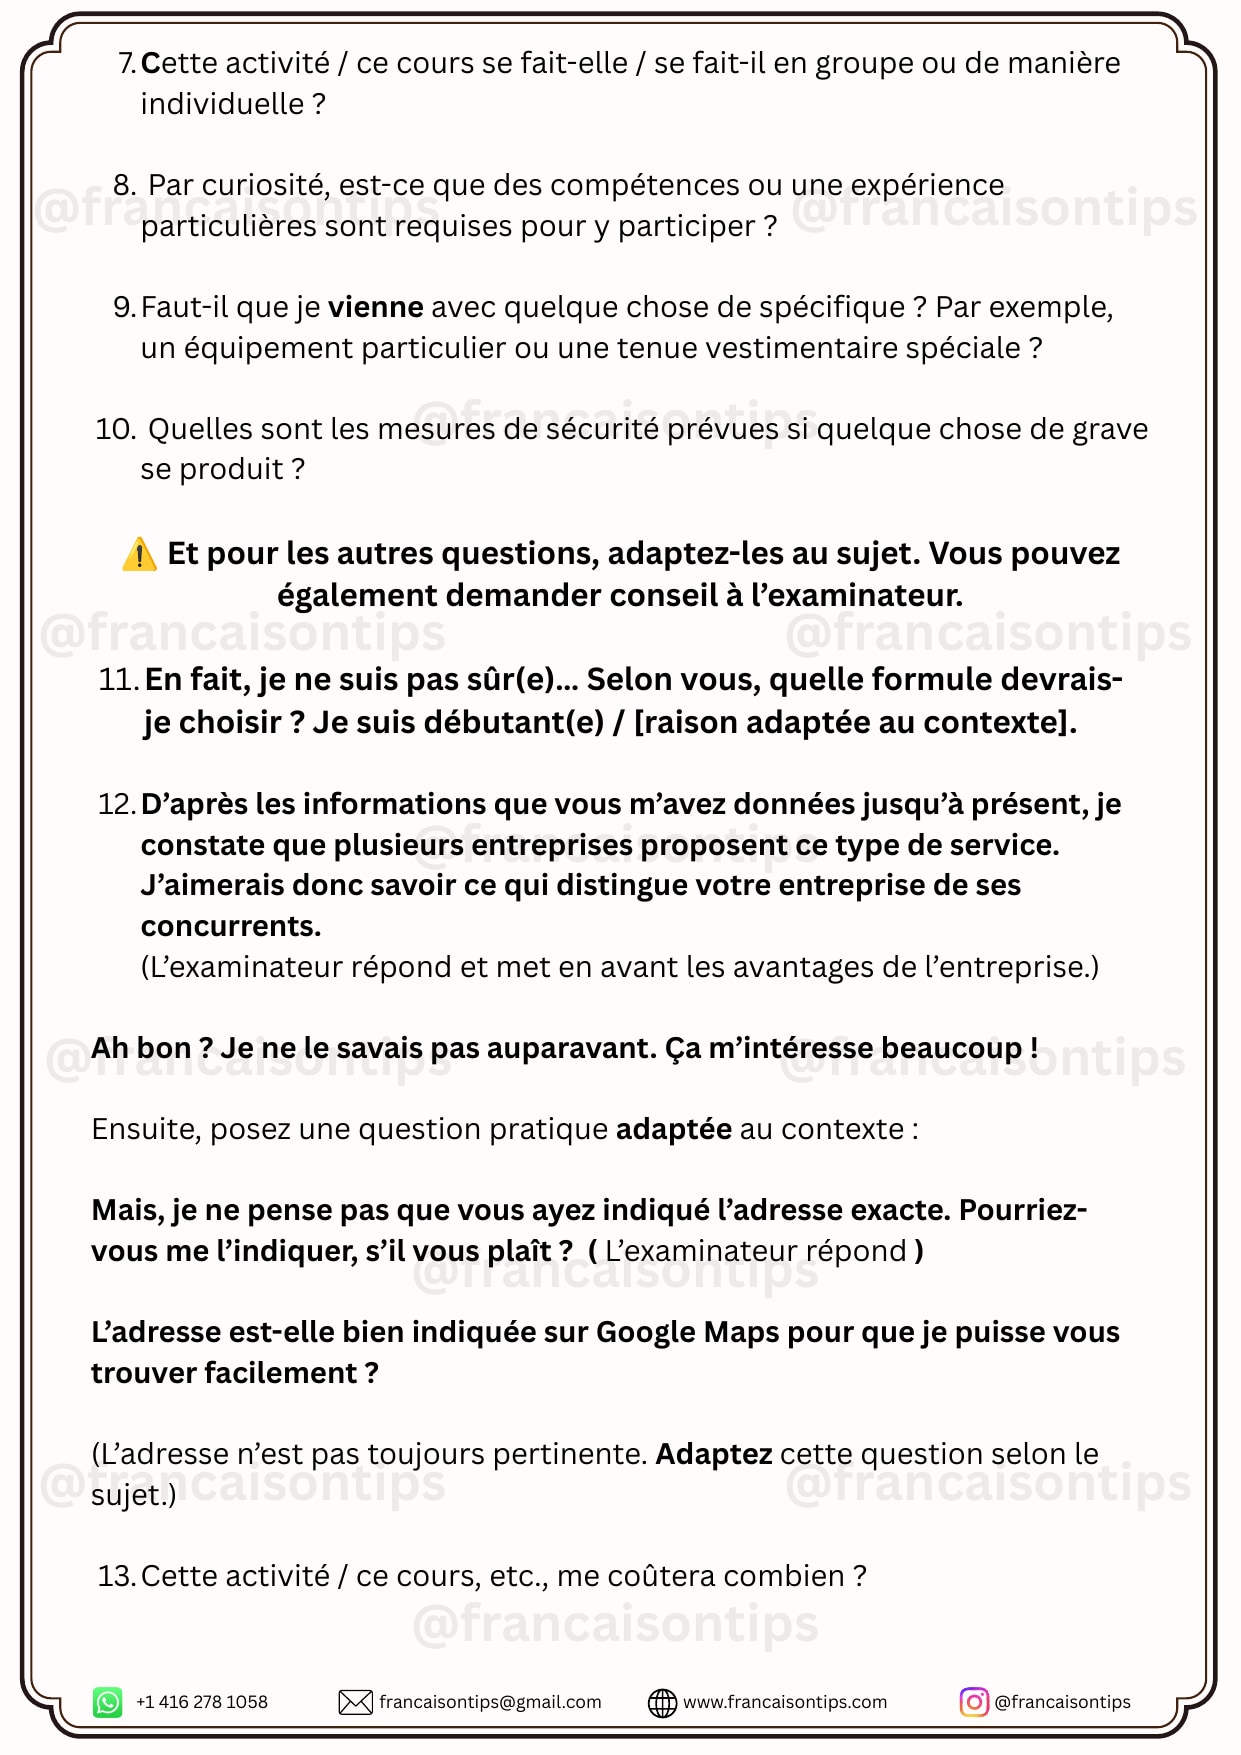 7. Cette activité / ce cours se fait-elle / se fait-il en groupe ou de manière
individuelle ?
8. Par curiosité, est-ce que des compétences ou une expérience
@francaisontips @francaisontips
particulières sont requises pour y participer ?
9. Faut-il que je vienne avec quelque chose de spécifique ? Par exemple,
un équipement particulier ou une tenue vestimentaire spéciale ?
@francaisontips
10. Quelles sont les mesures de sécurité prévues si quelque chose de grave
se produit ?
⚠️ Et pour les autres questions, adaptez-les au sujet. Vous pouvez
également demander conseil à l’examinateur.
@francaisontips @francaisontips
11. En fait, je ne suis pas sûr(e)... Selon vous, quelle formule devrais-
je choisir ? Je suis débutant(e) / [raison adaptée au contexte].
12. D’après les informations que vous m’avez données jusqu’à présent, je
constate que plusieurs entreprises proposent ce type de service.
@francaisontips
J’aimerais donc savoir ce qui distingue votre entreprise de ses
concurrents.
(L’examinateur répond et met en avant les avantages de l’entreprise.)
Ah bon ? Je ne le savais pas auparavant. Ça m’intéresse beaucoup !
@francaisontips @francaisontips
Ensuite, posez une question pratique adaptée au contexte :
Mais, je ne pense pas que vous ayez indiqué l’adresse exacte. Pourriez-
vous me l’indiquer, s’il vous plaît ? ( L’examinateur répond )
@francaisontips
L’adresse est-elle bien indiquée sur Google Maps pour que je puisse vous
trouver facilement ?
(L’adresse n’est pas toujours pertinente. Adaptez cette question selon le
@francaisontips @francaisontips
sujet.)
13. Cette activité / ce cours, etc., me coûtera combien ?
@francaisontips
+1 416 278 1058 francaisontips@gmail.com www.francaisontips.com @francaisontips